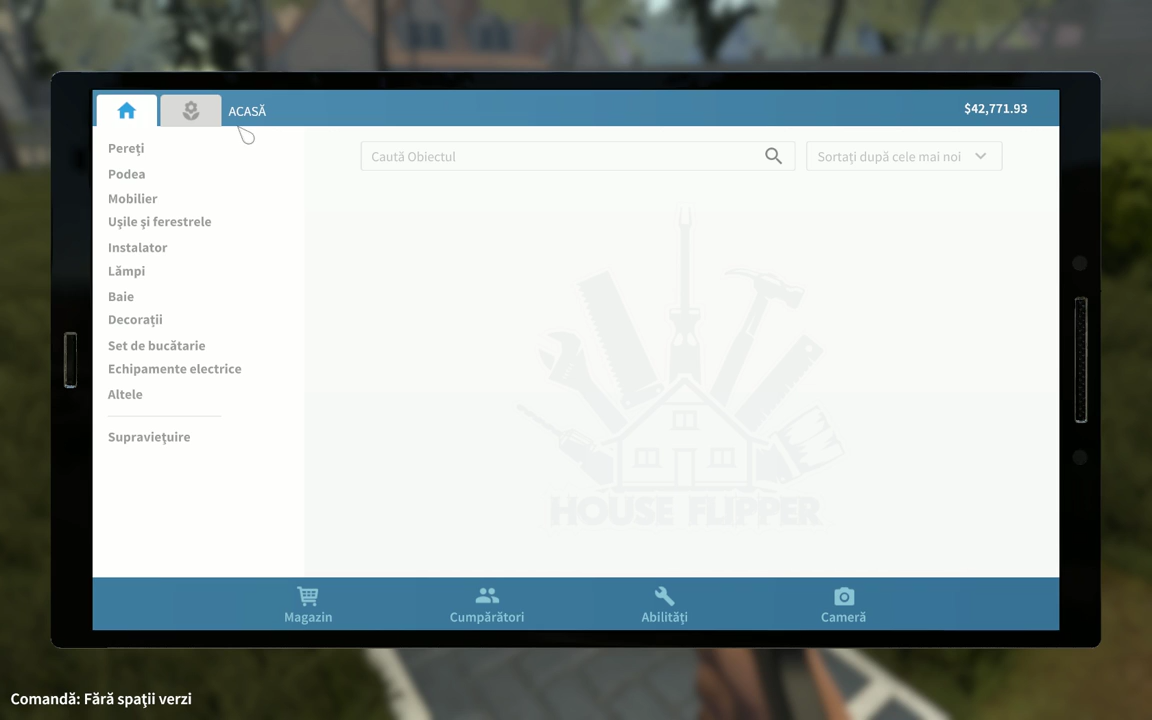 ACASĂ
$42,771.93
Pereți
Podea
Mobilier
Ușile și ferestrele
Instalator
Lămpi
Baie
Decorații
Set de bucătarie
Echipamente electrice
Altele
Supraviețuire
Caută Obiectul
Sortați după cele mai noi
HOUSE FLIPPER
Magazin
Cumpărători
Abilități
Cameră
Comandă: Fără spații verzi